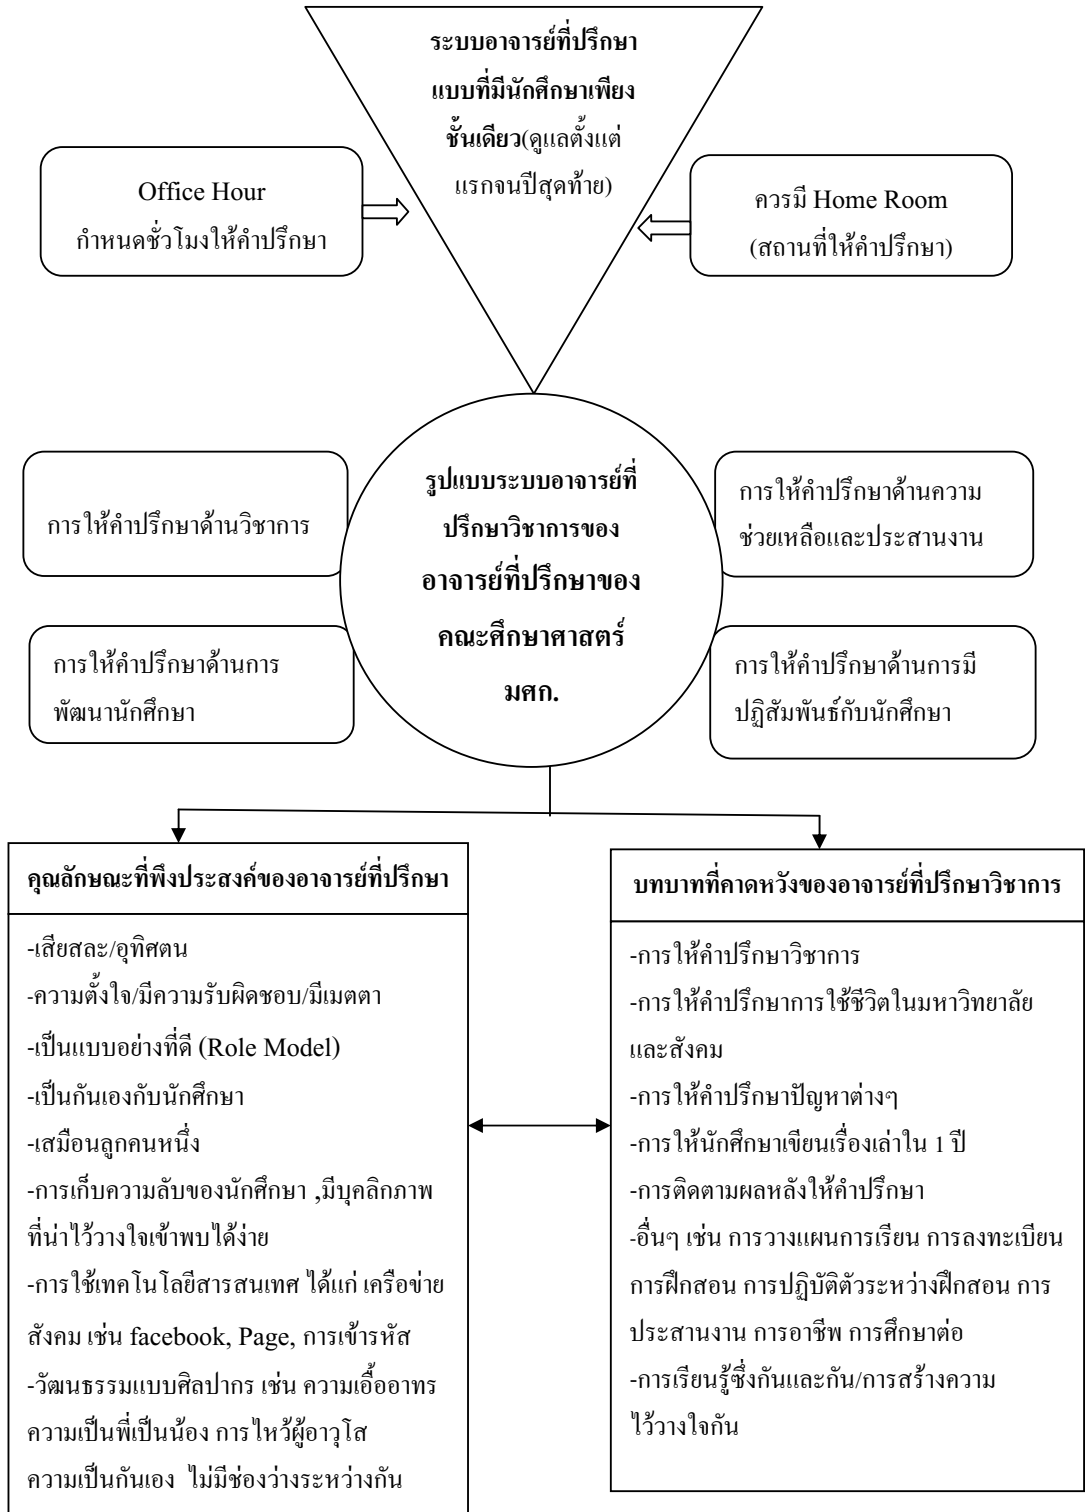 ระบบอาจารย์ที่ปรึกษา
แบบที่มีนักศึกษาเพียง
ชั้นเดียว(ดูแลตั้งแต่
แรกจนปีสุดท้าย)
Office Hour
กำหนดชั่วโมงให้คำปรึกษา
ควรมี Home Room
(สถานที่ให้คำปรึกษา)
รูปแบบระบบอาจารย์ที่
ปรึกษาวิชาการของ
อาจารย์ที่ปรึกษาของ
คณะศึกษาศาสตร์
มศก.
การให้คำปรึกษาด้านวิชาการ
การให้คำปรึกษาด้านความ
ช่วยเหลือและประสานงาน
การให้คำปรึกษาด้านการ
พัฒนานักศึกษา
การให้คำปรึกษาด้านการมี
ปฏิสัมพันธ์กับนักศึกษา
คุณลักษณะที่พึงประสงค์ของอาจารย์ที่ปรึกษา
-เสียสละ/อุทิศตน
-ความตั้งใจ/มีความรับผิดชอบ/มีเมตตา
-เป็นแบบอย่างที่ดี (Role Model)
-เป็นกันเองกับนักศึกษา
-เสมือนลูกคนหนึ่ง
-การเก็บความลับของนักศึกษา ,มีบุคลิกภาพ
ที่น่าไว้วางใจเข้าพบได้ง่าย
-การใช้เทคโนโลยีสารสนเทศ ได้แก่ เครือข่าย
สังคม เช่น facebook, Page, การเข้ารหัส
-วัฒนธรรมแบบศิลปากร เช่น ความเอื้ออาทร
ความเป็นพี่เป็นน้อง การไหว้ผู้อาวุโส
ความเป็นกันเอง ไม่มีช่องว่างระหว่างกัน
บทบาทที่คาดหวังของอาจารย์ที่ปรึกษาวิชาการ
-การให้คำปรึกษาวิชาการ
-การให้คำปรึกษาการใช้ชีวิตในมหาวิทยาลัย
และสังคม
-การให้คำปรึกษาปัญหาต่างๆ
-การให้นักศึกษาเขียนเรื่องเล่าใน 1 ปี
-การติดตามผลหลังให้คำปรึกษา
-อื่นๆ เช่น การวางแผนการเรียน การลงทะเบียน
การฝึกสอน การปฏิบัติตัวระหว่างฝึกสอน การ
ประสานงาน การอาชีพ การศึกษาต่อ
-การเรียนรู้ซึ่งกันและกัน/การสร้างความ
ไว้วางใจกัน